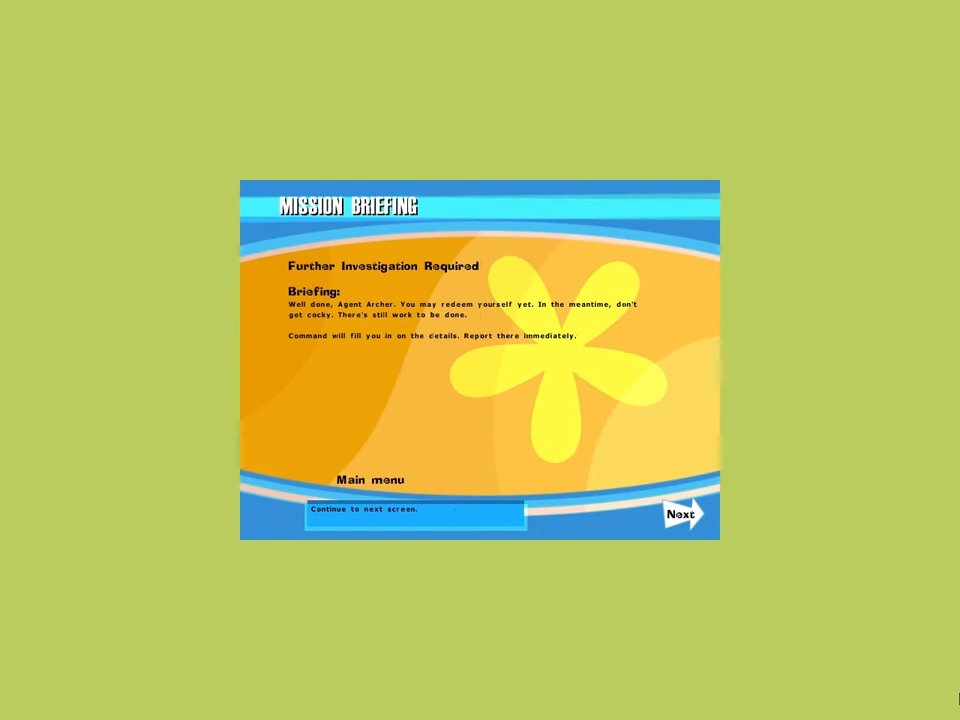 MISSION BRIEFING
Further Investigation Required
Briefing:
Well done, Agent Archer. You may redeem yourself yet. In the meantime, don't
get cocky. There's still work to be done.
Command will fill you in on the details. Report there immediately.
Main menu
Continue to next screen.
Next